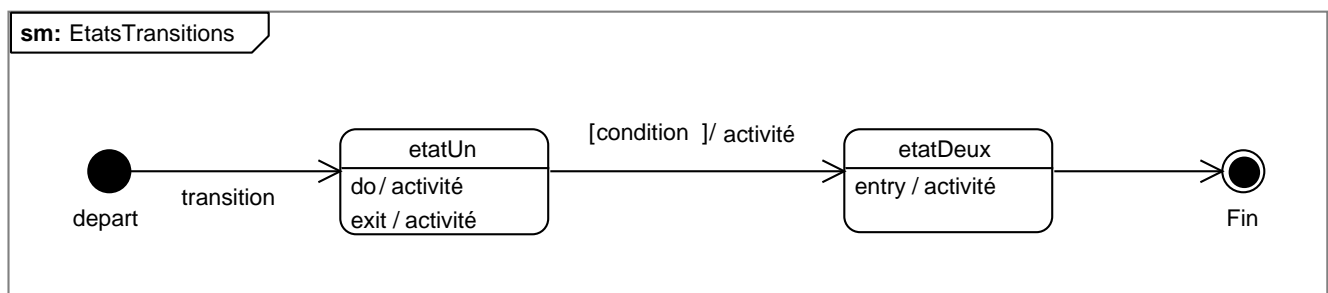 sm: EtatsTransitions
[condition ]/ activité
etatUn
etatDeux
do / activité
entry / activité
transition
exit / activité
depart
Fin